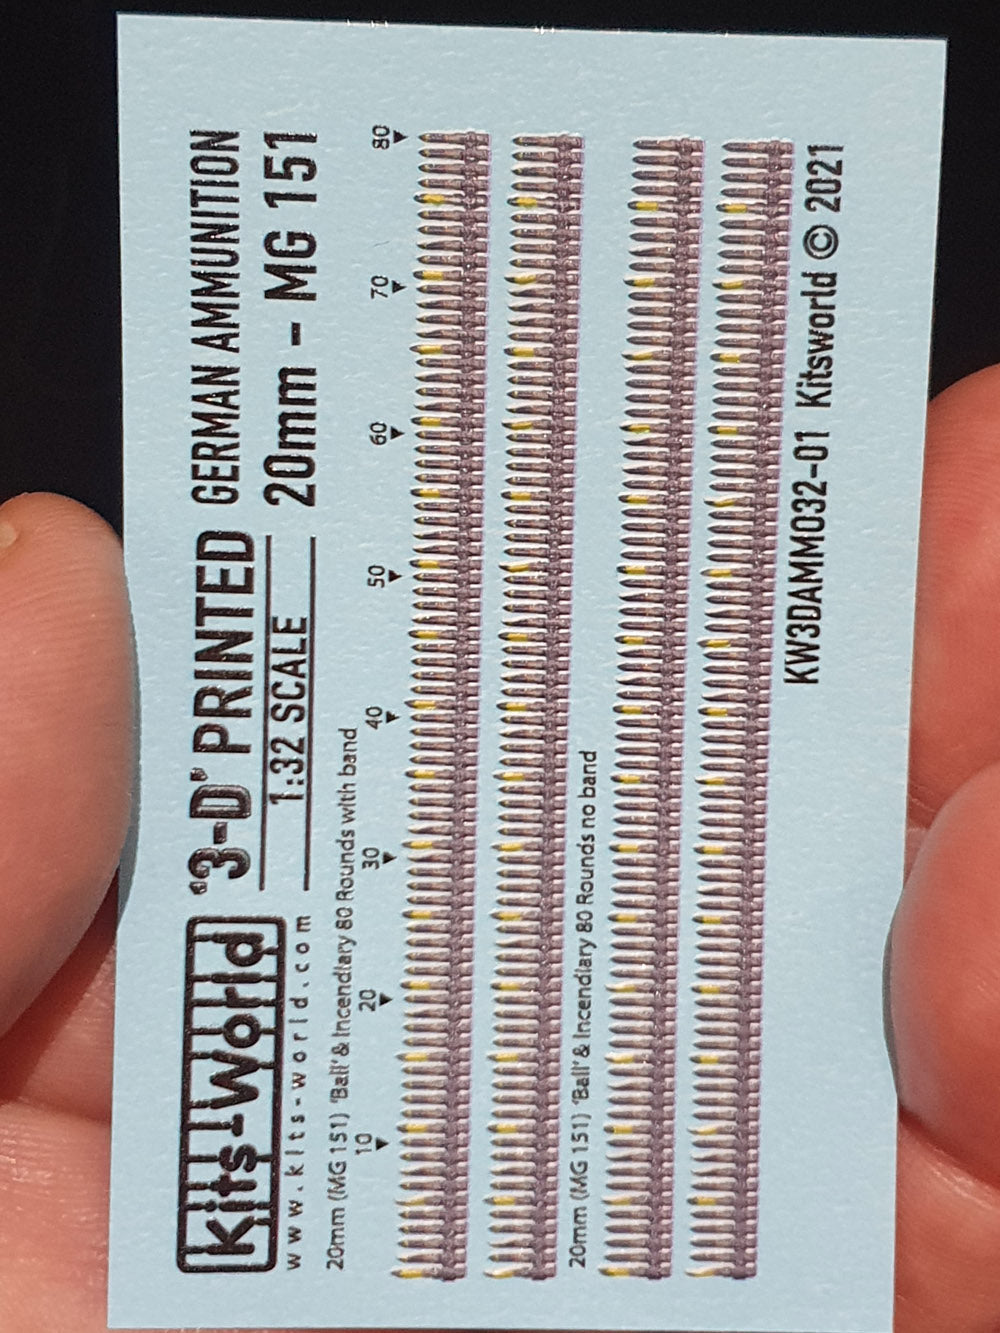 Kits-World
www.kits-world.com
'3-D' PRINTED GERMAN AMMUNITION
1:32 SCALE
20mm - MG 151
20mm (MG 151) 'Ball' & Incendiary 80 Rounds with band
10 20 30 40 50 60 70 80
20mm (MG 151) 'Ball' & Incendiary 80 Rounds no band
KW3DAMMO32-01 Kitsworld © 2021